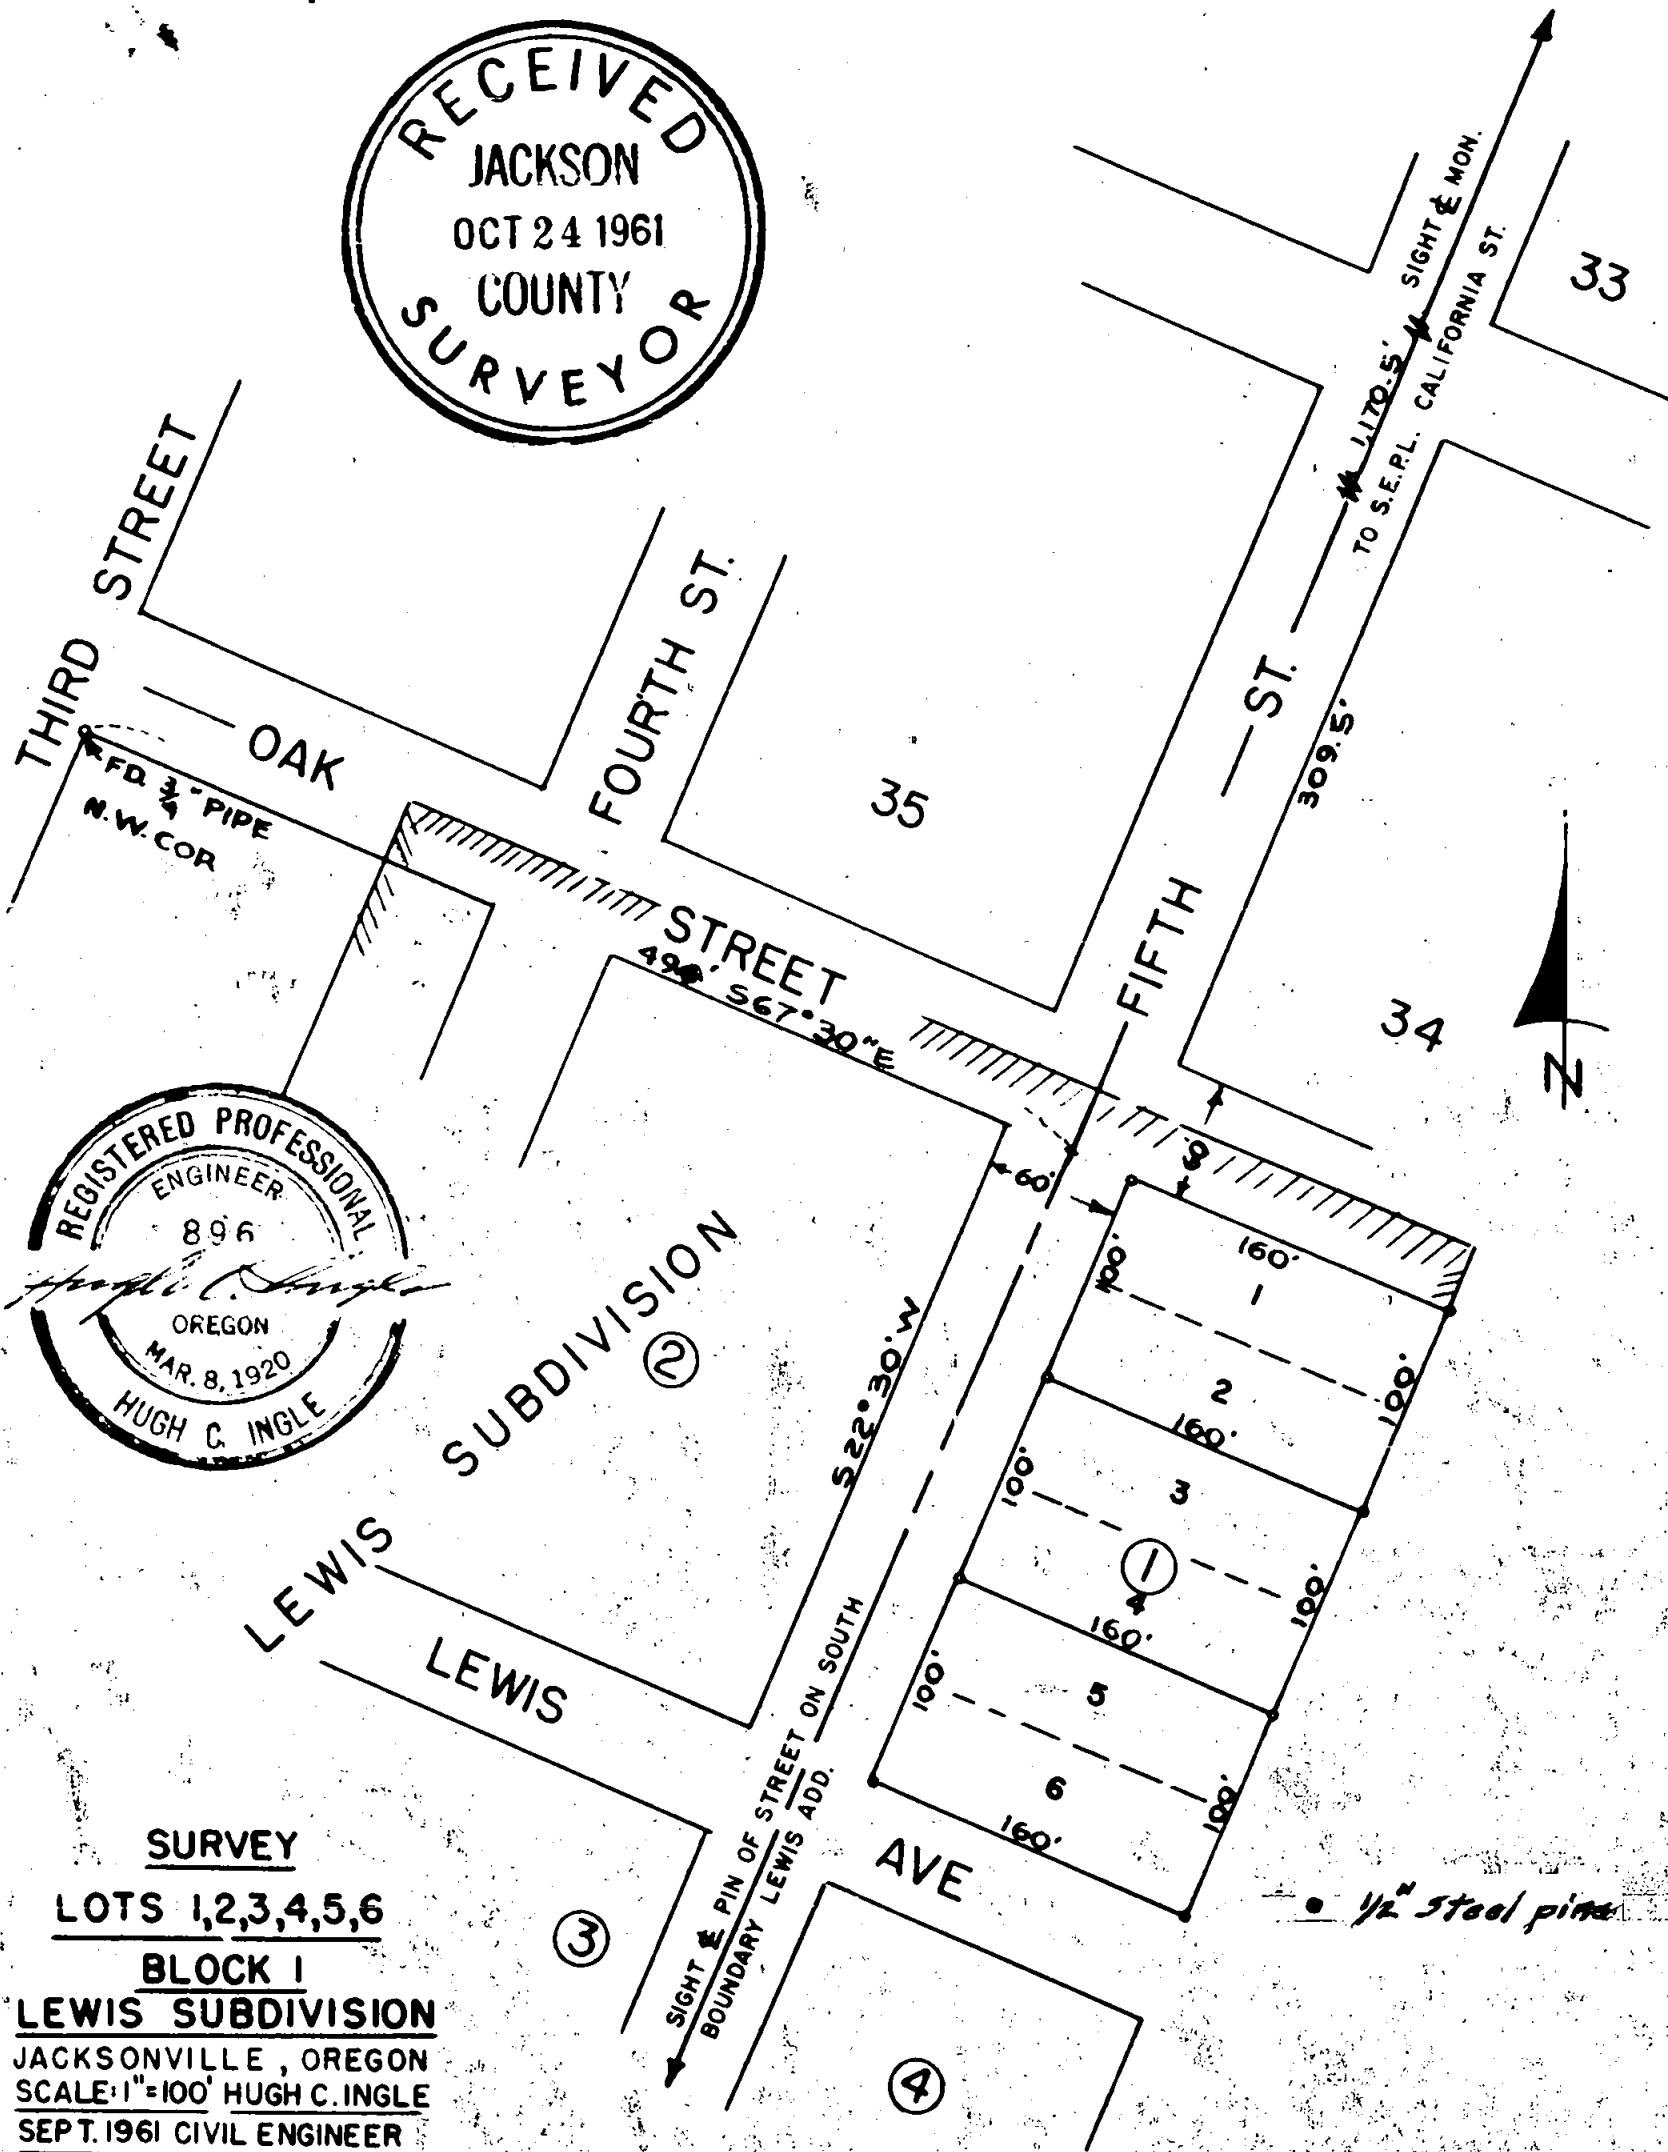 RECEIVED
JACKSON
OCT 24 1961
COUNTY
SURVEYOR
SIGHT ℄ MON.
1,170.5'
TO S.E.P.L. CALIFORNIA ST.
33
THIRD STREET
FOURTH ST.
OAK STREET
FD. 3/4" PIPE
N.W. COR
35
FIFTH ST.
309.5'
34
S67°30"E
N
60'
REGISTERED PROFESSIONAL
ENGINEER
896
Hugh C. Ingle
OREGON
MAR. 8, 1920
HUGH C. INGLE
LEWIS SUBDIVISION
2
S22°30'W
160'
1
100'
100'
2
160'
3
100'
100'
1
4
160'
5
100'
100'
6
160'
LEWIS AVE
SIGHT ℄ PIN OF STREET ON SOUTH
BOUNDARY LEWIS ADD.
3
4
1/2" steel pins
SURVEY
LOTS 1,2,3,4,5,6
BLOCK 1
LEWIS SUBDIVISION
JACKSONVILLE, OREGON
SCALE: 1"=100' HUGH C. INGLE
SEPT. 1961 CIVIL ENGINEER